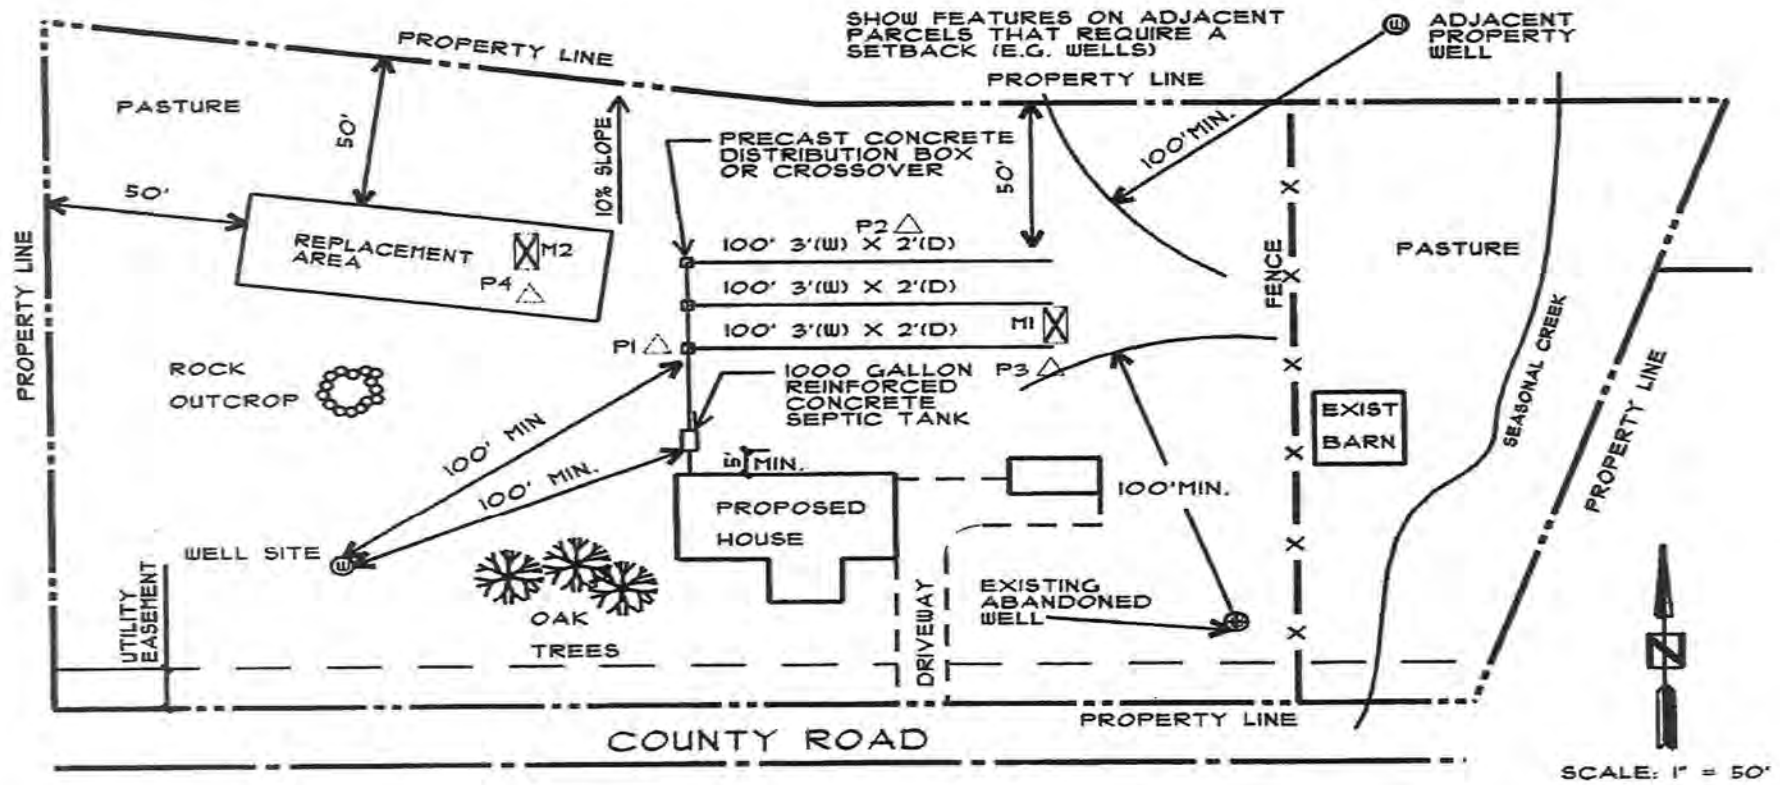 SHOW FEATURES ON ADJACENT
PARCELS THAT REQUIRE A
SETBACK (E.G. WELLS)
ADJACENT
PROPERTY
WELL
PROPERTY LINE
PROPERTY LINE
PASTURE
50'
10% SLOPE
PRECAST CONCRETE
DISTRIBUTION BOX
OR CROSSOVER
50'
100' MIN.
50'
PROPERTY LINE
REPLACEMENT
AREA
M2
P4
P2
100' 3'(W) X 2'(D)
100' 3'(W) X 2'(D)
100' 3'(W) X 2'(D)
M1
P1
P3
FENCE
X
X
X
X
X
X
PASTURE
SEASONAL CREEK
PROPERTY LINE
ROCK
OUTCROP
1000 GALLON
REINFORCED
CONCRETE
SEPTIC TANK
EXIST
BARN
100' MIN
100' MIN.
5' MIN.
100' MIN.
PROPOSED
HOUSE
WELL SITE
UTILITY
EASEMENT
OAK
TREES
DRIVEWAY
EXISTING
ABANDONED
WELL
N
PROPERTY LINE
COUNTY ROAD
SCALE: 1" = 50'